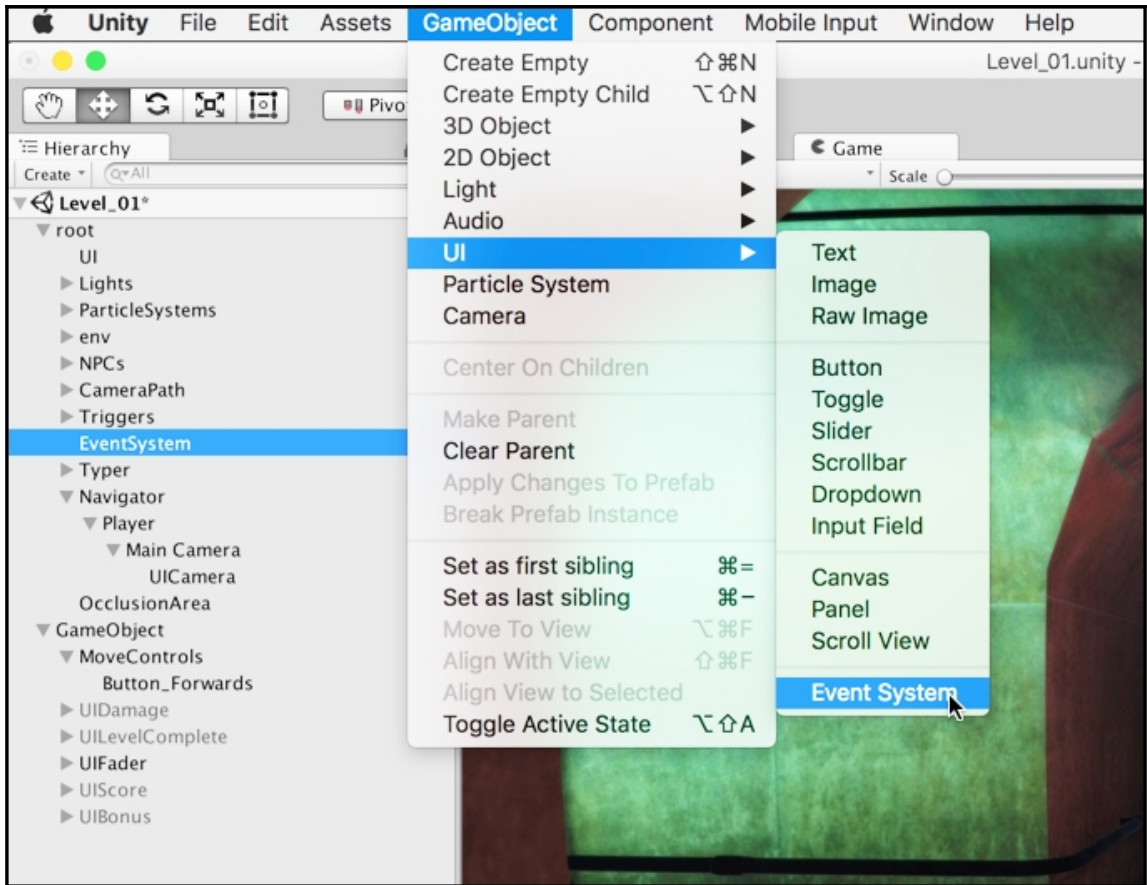 Unity File Edit Assets GameObject Component Mobile Input Window Help
Level_01.unity -
Pivo
Hierarchy
Create All
Level_01*
root
UI
Lights
ParticleSystems
env
NPCs
CameraPath
Triggers
EventSystem
Typer
Navigator
Player
Main Camera
UICamera
OcclusionArea
GameObject
MoveControls
Button_Forwards
UIDamage
UILevelComplete
UIFader
UIScore
UIBonus
Create Empty ⇧⌘N
Create Empty Child ⌥⇧N
3D Object ▶
2D Object ▶
Light ▶
Audio ▶
UI ▶
Particle System
Camera
Center On Children
Make Parent
Clear Parent
Apply Changes To Prefab
Break Prefab Instance
Set as first sibling ⌘=
Set as last sibling ⌘−
Move To View ⌥⌘F
Align With View ⇧⌘F
Align View to Selected
Toggle Active State ⌥⇧A
Game
Scale
Text
Image
Raw Image
Button
Toggle
Slider
Scrollbar
Dropdown
Input Field
Canvas
Panel
Scroll View
Event System